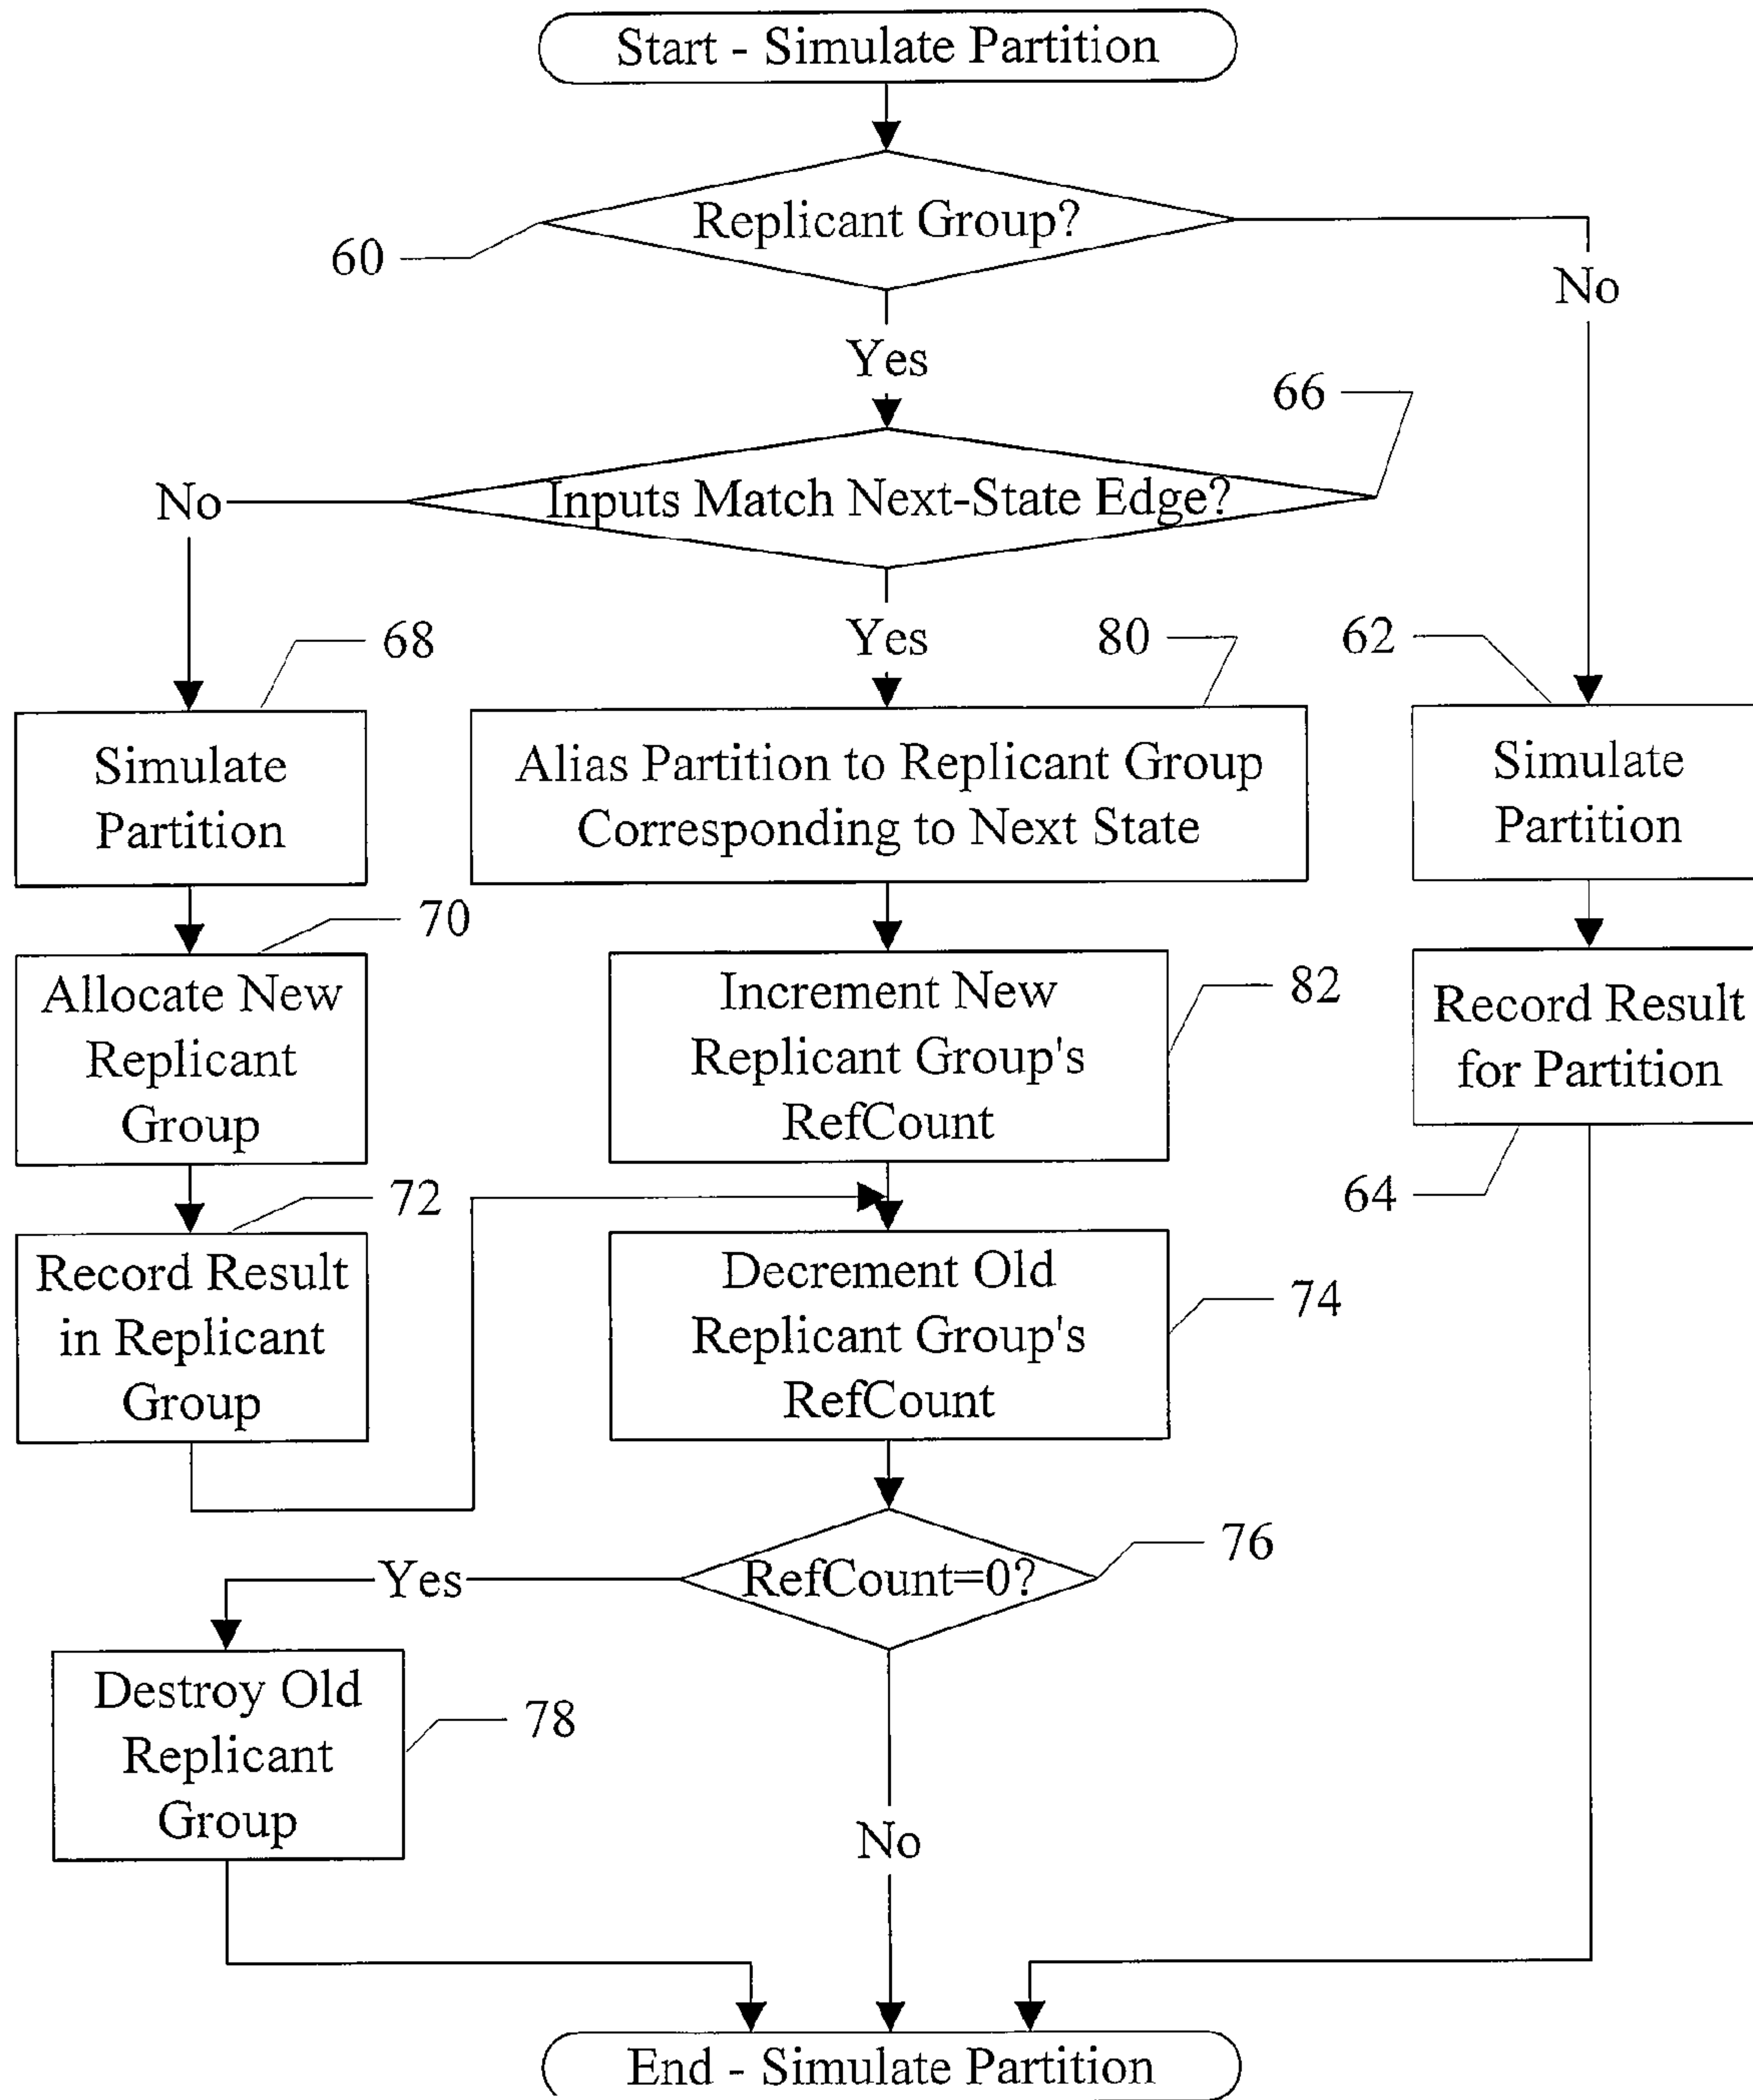 Start - Simulate Partition
Replicant Group?
60
No
Yes
66
No
Inputs Match Next-State Edge?
68
Yes
80
62
Simulate
Partition
Alias Partition to Replicant Group
Corresponding to Next State
Simulate
Partition
70
Allocate New
Replicant
Group
Increment New
Replicant Group's
RefCount
82
Record Result
for Partition
72
64
Record Result
in Replicant
Group
Decrement Old
Replicant Group's
RefCount
74
Yes
RefCount=0?
76
Destroy Old
Replicant
Group
78
No
End - Simulate Partition